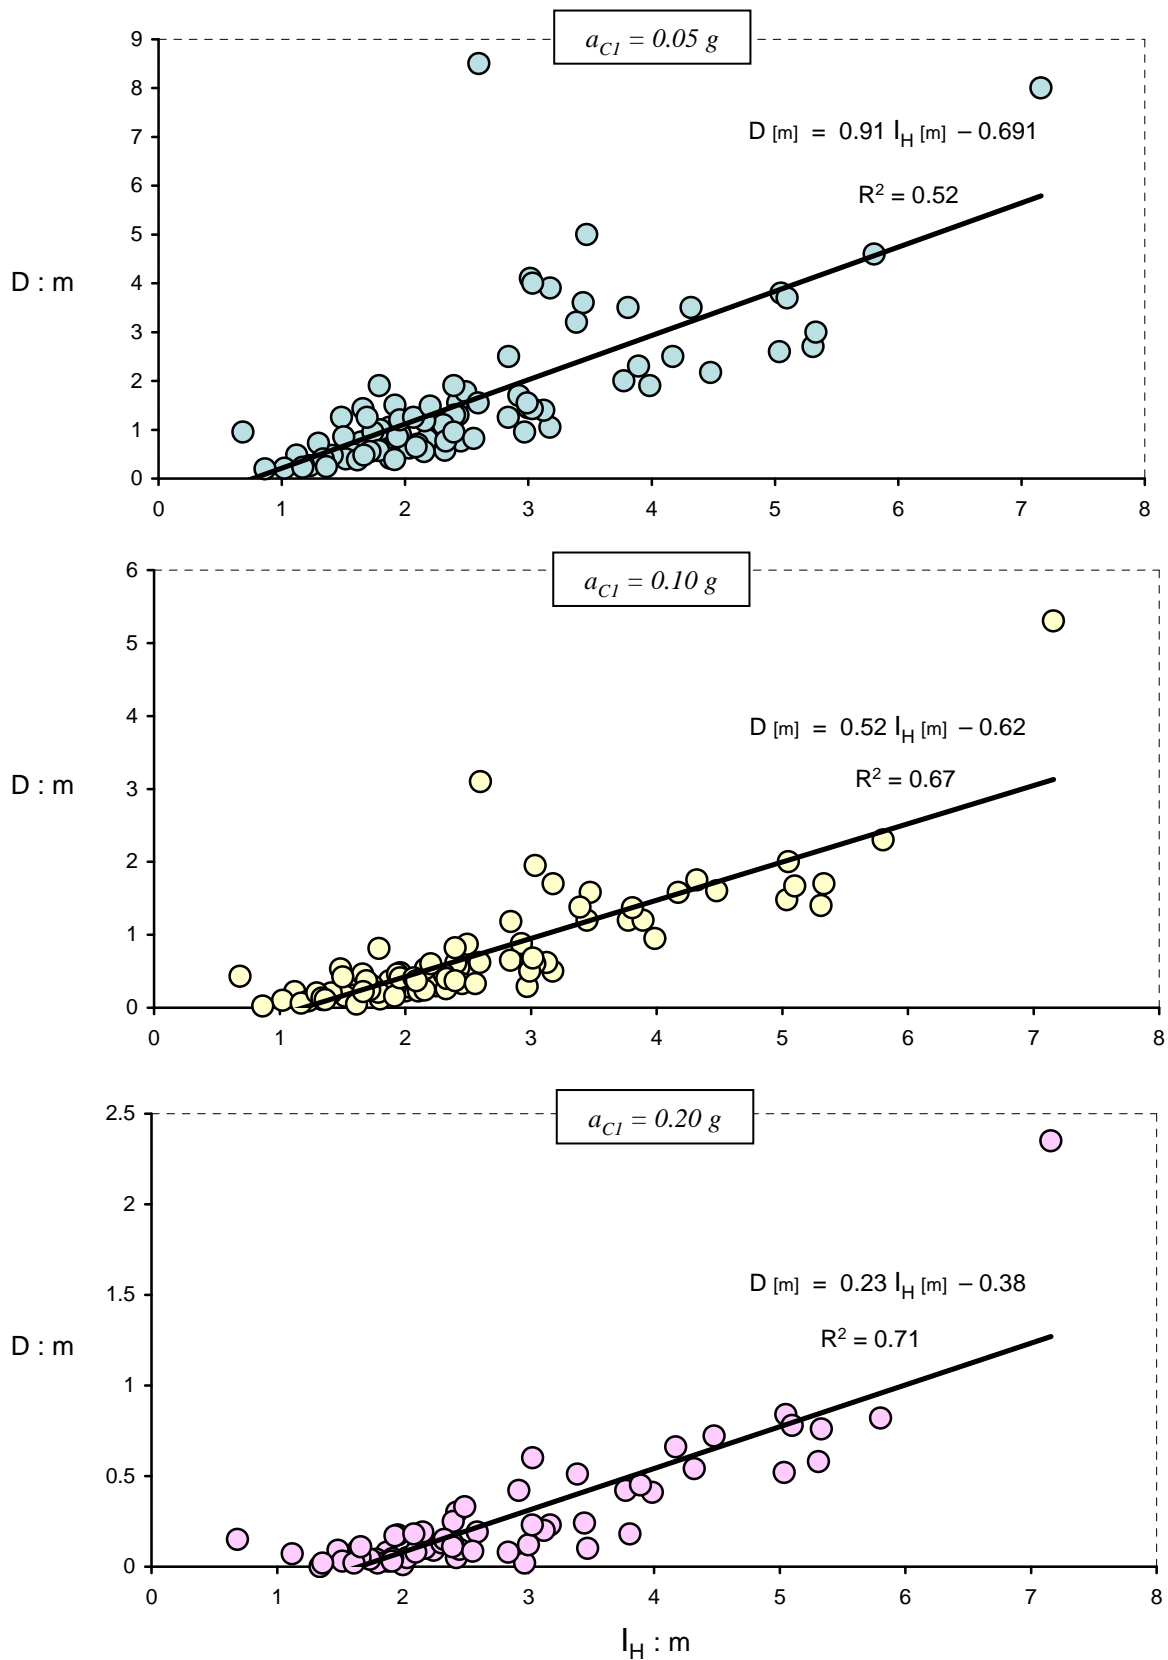 a_C1 = 0.05 g
9
8
7
6
5
4
3
2
1
0
D : m
D [m] = 0.91 I_H [m] – 0.691
R² = 0.52
0 1 2 3 4 5 6 7 8
a_C1 = 0.10 g
6
5
4
3
2
1
0
D : m
D [m] = 0.52 I_H [m] – 0.62
R² = 0.67
0 1 2 3 4 5 6 7 8
a_C1 = 0.20 g
2.5
2
1.5
1
0.5
0
D : m
D [m] = 0.23 I_H [m] – 0.38
R² = 0.71
0 1 2 3 4 5 6 7 8
I_H : m